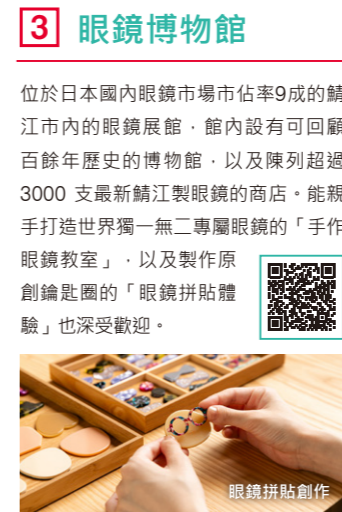 3 眼鏡博物館
位於日本國內眼鏡市場市佔率9成的鯖
江市內的眼鏡展館，館內設有可回顧
百餘年歷史的博物館，以及陳列超過
3000 支最新鯖江製眼鏡的商店。能親
手打造世界獨一無二專屬眼鏡的「手作
眼鏡教室」，以及製作原
創鑰匙圈的「眼鏡拼貼體
驗」也深受歡迎。
眼鏡拼貼創作